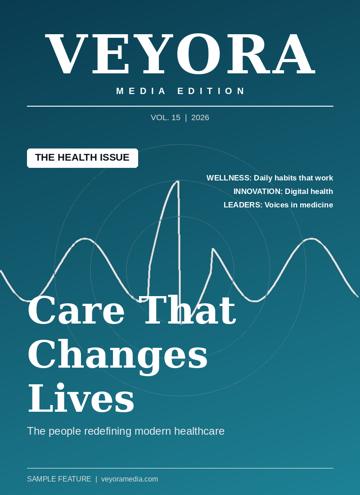 VEYORA
MEDIA EDITION
VOL. 15 | 2026
THE HEALTH ISSUE
WELLNESS: Daily habits that work
INNOVATION: Digital health
LEADERS: Voices in medicine
Care That
Changes
Lives
The people redefining modern healthcare
SAMPLE FEATURE | veyoramedia.com